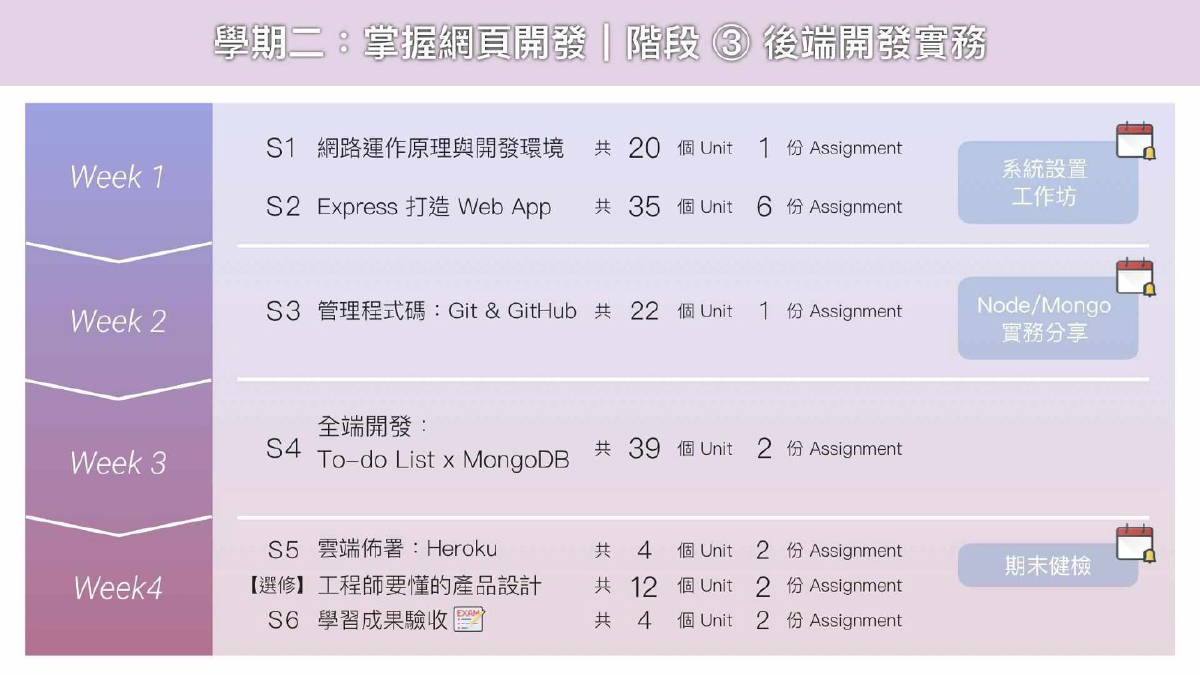 學期二：掌握網頁開發｜階段 ③ 後端開發實務
Week 1
S1 網路運作原理與開發環境 共 20 個 Unit 1 份 Assignment
S2 Express 打造 Web App 共 35 個 Unit 6 份 Assignment
系統設置
工作坊
Week 2
S3 管理程式碼：Git & GitHub 共 22 個 Unit 1 份 Assignment
Node/Mongo
實務分享
Week 3
S4 全端開發：
To-do List x MongoDB 共 39 個 Unit 2 份 Assignment
Week4
S5 雲端佈署：Heroku 共 4 個 Unit 2 份 Assignment
【選修】工程師要懂的產品設計 共 12 個 Unit 2 份 Assignment
S6 學習成果驗收 EXAM 共 4 個 Unit 2 份 Assignment
期末健檢